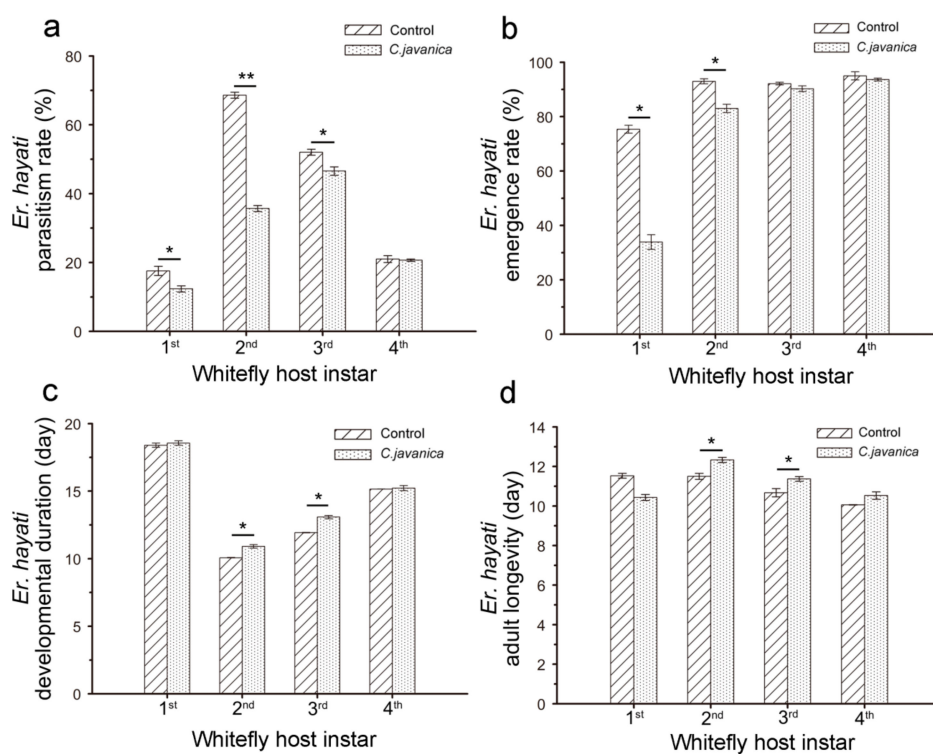 a
Control
C.javanica
Er. hayati
parasitism rate (%)
80
60
40
20
0
*
**
*
1st
2nd
3rd
4th
Whitefly host instar
b
Control
C.javanica
Er. hayati
emergence rate (%)
100
80
60
40
20
0
*
*
1st
2nd
3rd
4th
Whitefly host instar
c
Control
C.javanica
Er. hayati
developmental duration (day)
20
15
10
5
0
*
*
1st
2nd
3rd
4th
Whitefly host instar
d
Control
C.javanica
Er. hayati
adult longevity (day)
14
12
10
8
6
4
2
0
*
*
1st
2nd
3rd
4th
Whitefly host instar